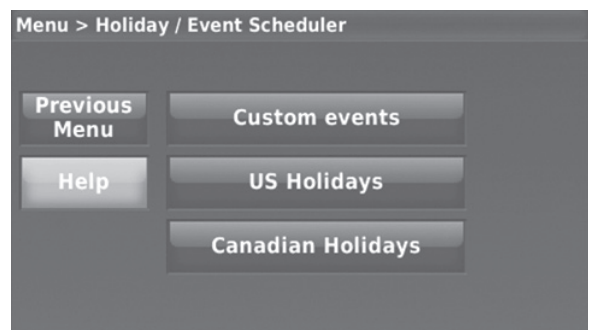 Menu > Holiday / Event Scheduler
Previous
Menu
Custom events
Help
US Holidays
Canadian Holidays